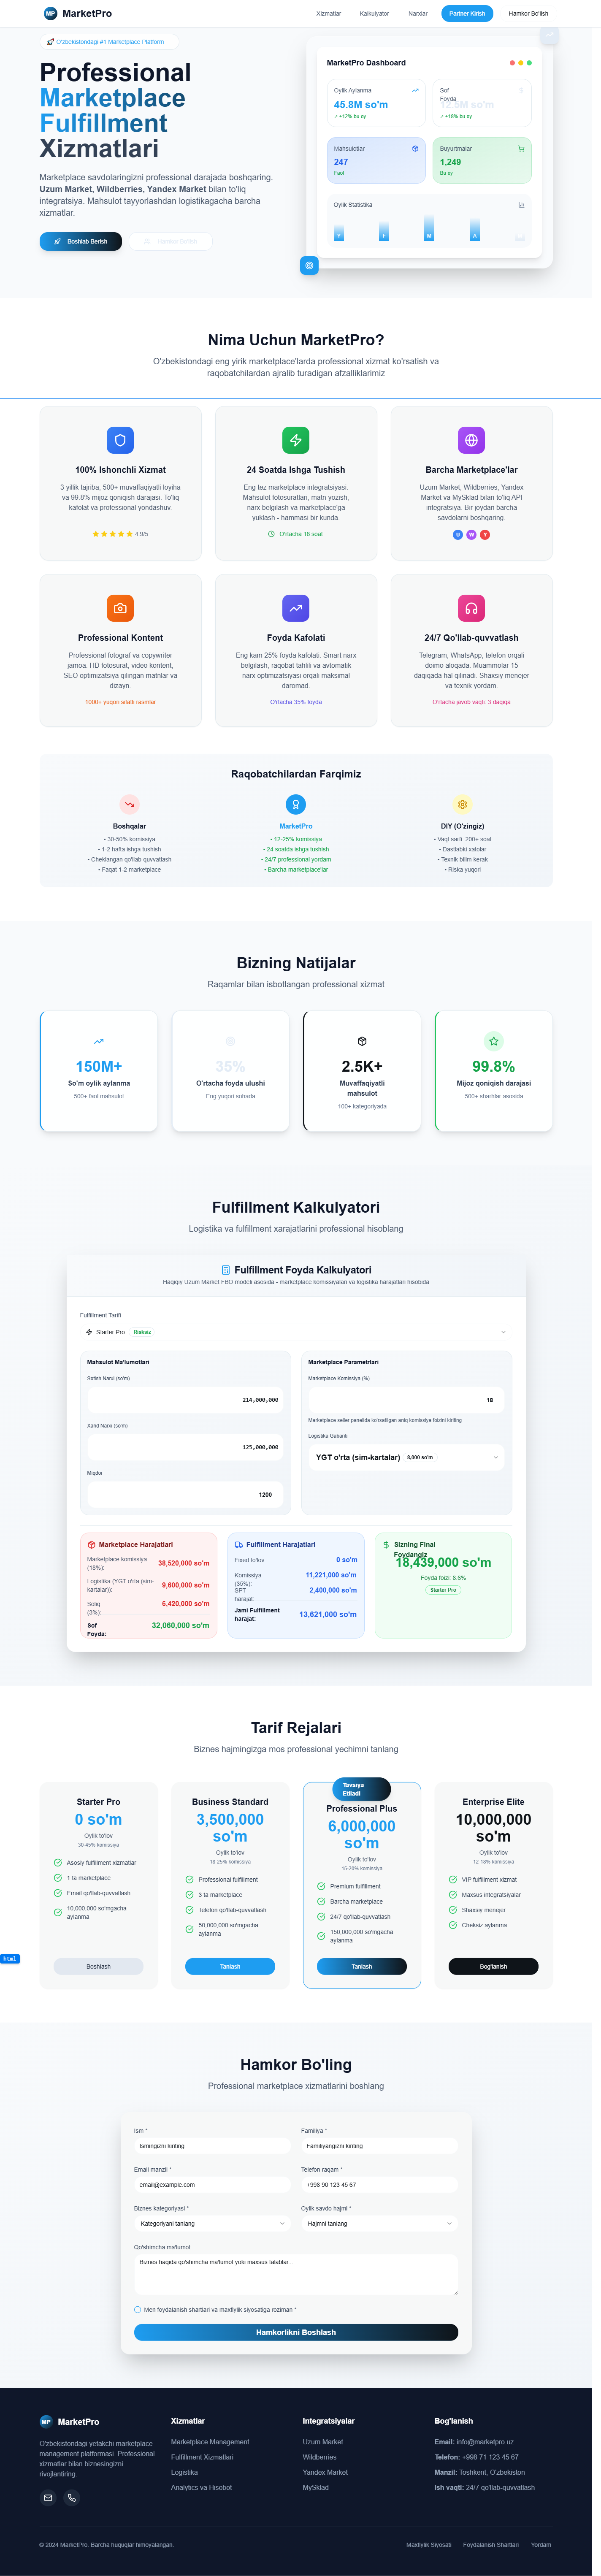 MP MarketPro
Xizmatlar Kalkulyator Narxlar Partner Kirish Hamkor Bo'lish
O'zbekistondagi #1 Marketplace Platform
Professional
Marketplace
Fulfillment
Xizmatlari
Marketplace savdolaringizni professional darajada boshqaring.
Uzum Market, Wildberries, Yandex Market bilan to'liq
integratsiya. Mahsulot tayyorlashdan logistikagacha barcha
xizmatlar.
Boshlab Berish
MarketPro Dashboard
Oylik Aylanma
45.8M so'm
↗ +12% bu oy
Sof
Foyda
12.8M so'm
↗ +18% bu oy
Mahsulotlar
247
Faol
Buyurtmalar
1,249
Bu oy
Oylik Statistika
Y F M A
Nima Uchun MarketPro?
O'zbekistondagi eng yirik marketplace'larda professional xizmat ko'rsatish va
raqobatchilardan ajralib turadigan afzalliklarimiz
100% Ishonchli Xizmat
3 yillik tajriba, 500+ muvaffaqiyatli loyiha
va 99.8% mijoz qoniqish darajasi. To'liq
kafolat va professional yondashuv.
4.9/5
24 Soatda Ishga Tushish
Eng tez marketplace integratsiyasi.
Mahsulot fotosuratlari, matn yozish,
narx belgilash va marketplace'ga
yuklash - hammasi bir kunda.
O'rtacha 18 soat
Barcha Marketplace'lar
Uzum Market, Wildberries, Yandex
Market va MySklad bilan to'liq API
integratsiya. Bir joydan barcha
savdolarni boshqaring.
U W Y
Professional Kontent
Professional fotograf va copywriter
jamoa. HD fotosurat, video kontent,
SEO optimizatsiya qilingan matnlar va
dizayn.
1000+ yuqori sifatli rasmlar
Foyda Kafolati
Eng kam 25% foyda kafolati. Smart narx
belgilash, raqobat tahlili va avtomatik
narx optimizatsiyasi orqali maksimal
daromad.
O'rtacha 35% foyda
24/7 Qo'llab-quvvatlash
Telegram, WhatsApp, telefon orqali
doimo aloqada. Muammolar 15
daqiqada hal qilinadi. Shaxsiy menejer
va texnik yordam.
O'rtacha javob vaqti: 3 daqiqa
Raqobatchilardan Farqimiz
Boshqalar
• 30-50% komissiya
• 1-2 hafta ishga tushish
• Cheklangan qo'llab-quvvatlash
• Faqat 1-2 marketplace
MarketPro
• 12-25% komissiya
• 24 soatda ishga tushish
• 24/7 professional yordam
• Barcha marketplace'lar
DIY (O'zingiz)
• Vaqt sarfi: 200+ soat
• Dastlabki xatolar
• Texnik bilim kerak
• Riska yuqori
Bizning Natijalar
Raqamlar bilan isbotlangan professional xizmat
150M+
So'm oylik aylanma
500+ faol mahsulot
35%
O'rtacha foyda ulushi
Eng yuqori sohada
2.5K+
Muvaffaqiyatli
mahsulot
100+ kategoriyada
99.8%
Mijoz qoniqish darajasi
500+ sharhlar asosida
Fulfillment Kalkulyatori
Logistika va fulfillment xarajatlarini professional hisoblang
Fulfillment Foyda Kalkulyatori
Haqiqiy Uzum Market FBO modeli asosida - marketplace komissiyalari va logistika harajatlari hisobida
Fulfillment Tarifi
Starter Pro Risksiz
Mahsulot Ma'lumotlari
Sotish Narxi (so'm)
214,000,000
Xarid Narxi (so'm)
125,000,000
Miqdor
1200
Marketplace Parametrlari
Marketplace Komissiya (%)
18
Marketplace seller panelida ko'rsatilgan aniq komissiya foizini kiriting
Logistika Gabariti
YGT o'rta (sim-kartalar) 8,000 so'm
Marketplace Harajatlari
Marketplace komissiya
(18%): 38,520,000 so'm
Logistika (YGT o'rta (sim-
kartalar)): 9,600,000 so'm
Soliq
(3%): 6,420,000 so'm
Sof
Foyda: 32,060,000 so'm
Fulfillment Harajatlari
Fixed to'lov: 0 so'm
Komissiya
(35%): 11,221,000 so'm
SPT
harajat: 2,400,000 so'm
Jami Fulfillment
harajat: 13,621,000 so'm
Sizning Final
Foydangiz
18,439,000 so'm
Foyda foizi: 8.6%
Starter Pro
Tarif Rejalari
Biznes hajmingizga mos professional yechimni tanlang
Starter Pro
0 so'm
Oylik to'lov
30-45% komissiya
Asosiy fulfillment xizmatlar
1 ta marketplace
Email qo'llab-quvvatlash
10,000,000 so'mgacha
aylanma
Boshlash
Business Standard
3,500,000
so'm
Oylik to'lov
18-25% komissiya
Professional fulfillment
3 ta marketplace
Telefon qo'llab-quvvatlash
50,000,000 so'mgacha
aylanma
Tanlash
Tavsiya
Etiladi
Professional Plus
6,000,000
so'm
Oylik to'lov
15-20% komissiya
Premium fulfillment
Barcha marketplace
24/7 qo'llab-quvvatlash
150,000,000 so'mgacha
aylanma
Tanlash
Enterprise Elite
10,000,000
so'm
Oylik to'lov
12-18% komissiya
VIP fulfillment xizmat
Maxsus integratsiyalar
Shaxsiy menejer
Cheksiz aylanma
Bog'lanish
html
Hamkor Bo'ling
Professional marketplace xizmatlarini boshlang
Ism *
Ismingizni kiriting
Familiya *
Familiyangizni kiriting
Email manzil *
email@example.com
Telefon raqam *
+998 90 123 45 67
Biznes kategoriyasi *
Kategoriyani tanlang
Oylik savdo hajmi *
Hajmni tanlang
Qo'shimcha ma'lumot
Biznes haqida qo'shimcha ma'lumot yoki maxsus talablar...
Men foydalanish shartlari va maxfiylik siyosatiga roziman *
Hamkorlikni Boshlash
MP MarketPro
O'zbekistondagi yetakchi marketplace
management platformasi. Professional
xizmatlar bilan biznesingizni
rivojlantiring.
Xizmatlar
Marketplace Management
Fulfillment Xizmatlari
Logistika
Analytics va Hisobot
Integratsiyalar
Uzum Market
Wildberries
Yandex Market
MySklad
Bog'lanish
Email: info@marketpro.uz
Telefon: +998 71 123 45 67
Manzil: Toshkent, O'zbekiston
Ish vaqti: 24/7 qo'llab-quvvatlash
© 2024 MarketPro. Barcha huquqlar himoyalangan.
Maxfiylik Siyosati Foydalanish Shartlari Yordam